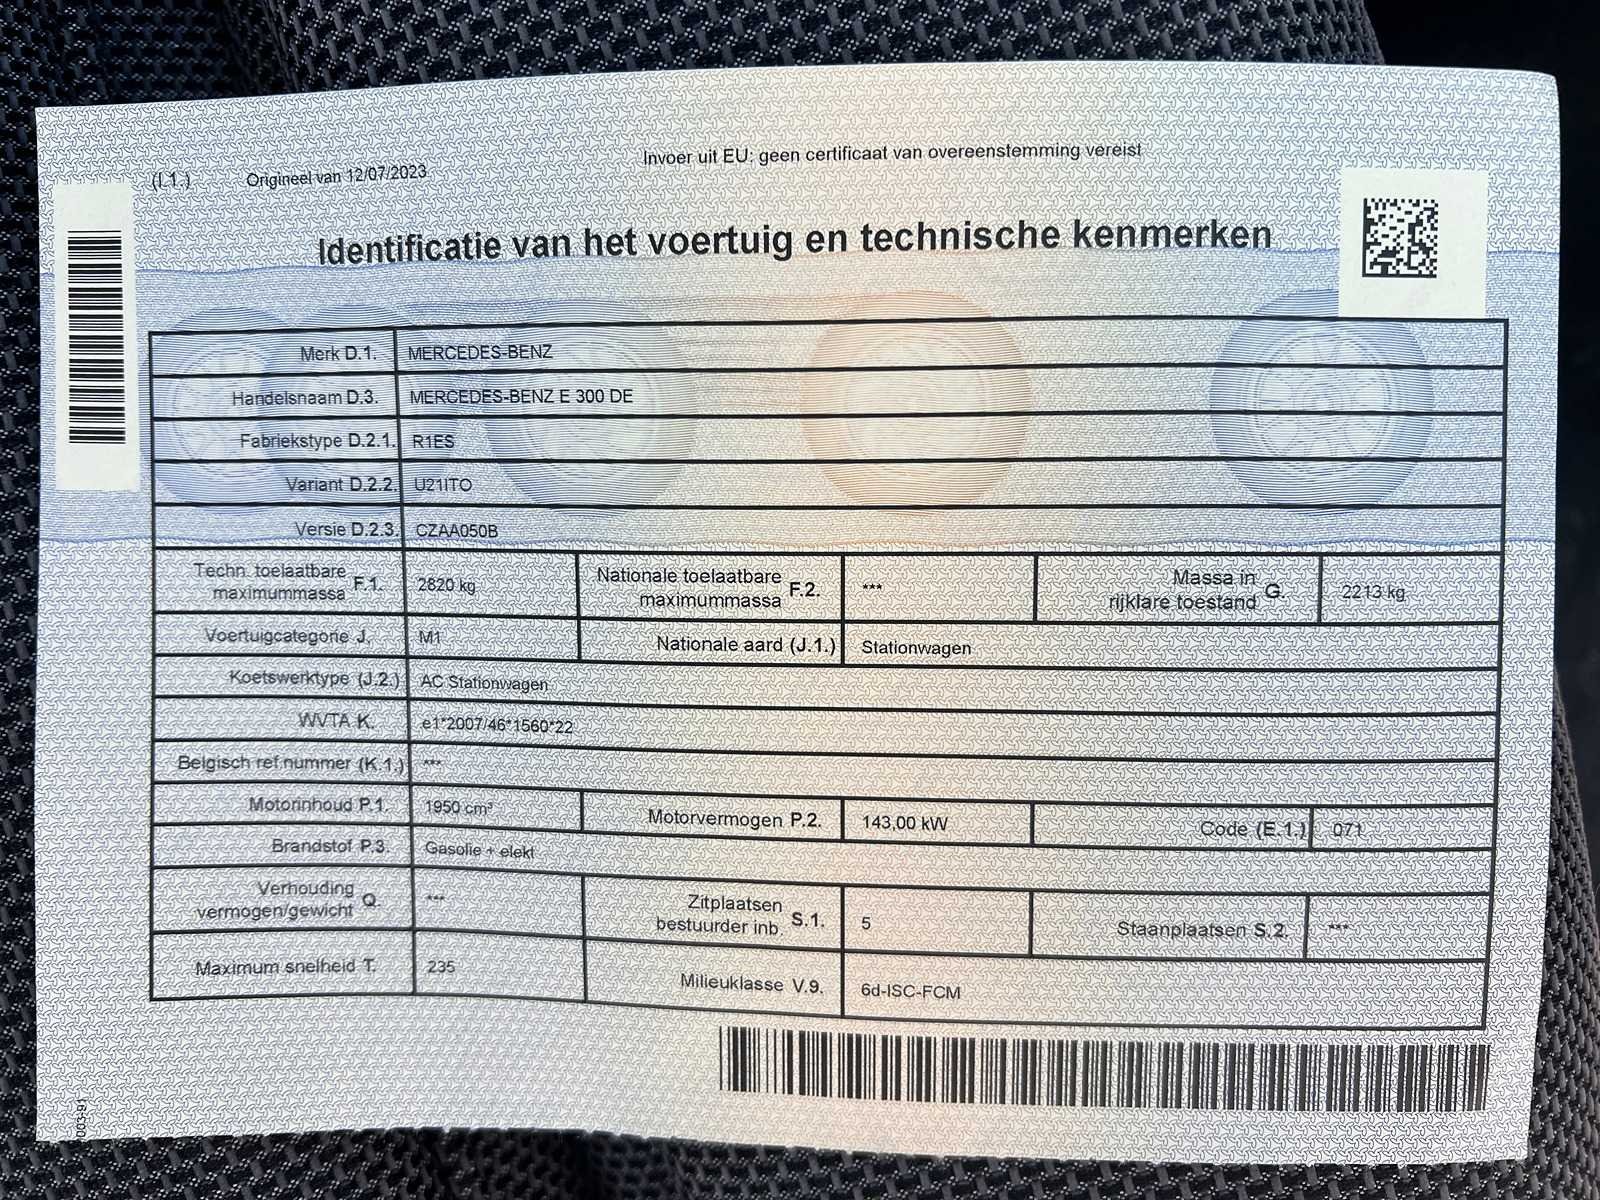 (I.1.) Origineel van 12/07/2023 Invoer uit EU: geen certificaat van overeenstemming vereist
Identificatie van het voertuig en technische kenmerken
Merk D.1. MERCEDES-BENZ
Handelsnaam D.3. MERCEDES-BENZ E 300 DE
Fabriekstype D.2.1. R1ES
Variant D.2.2. U21ITO
Versie D.2.3. CZAA050B
Techn. toelaatbare maximummassa F.1. 2820 kg Nationale toelaatbare maximummassa F.2. *** Massa in rijklare toestand G. 2213 kg
Voertuigcategorie J. M1 Nationale aard (J.1.) Stationwagen
Koetswerktype (J.2.) AC Stationwagen
WVTA K. e1*2007/46*1560*22
Belgisch ref.nummer (K.1.) ***
Motorinhoud P.1. 1950 cm³ Motorvermogen P.2. 143,00 kW Code (E.1.) 071
Brandstof P.3. Gasolie + elekt
Verhouding vermogen/gewicht Q. *** Zitplaatsen bestuurder inb. S.1. 5 Staanplaatsen S.2. ***
Maximum snelheid T. 235 Milieuklasse V.9. 6d-ISC-FCM